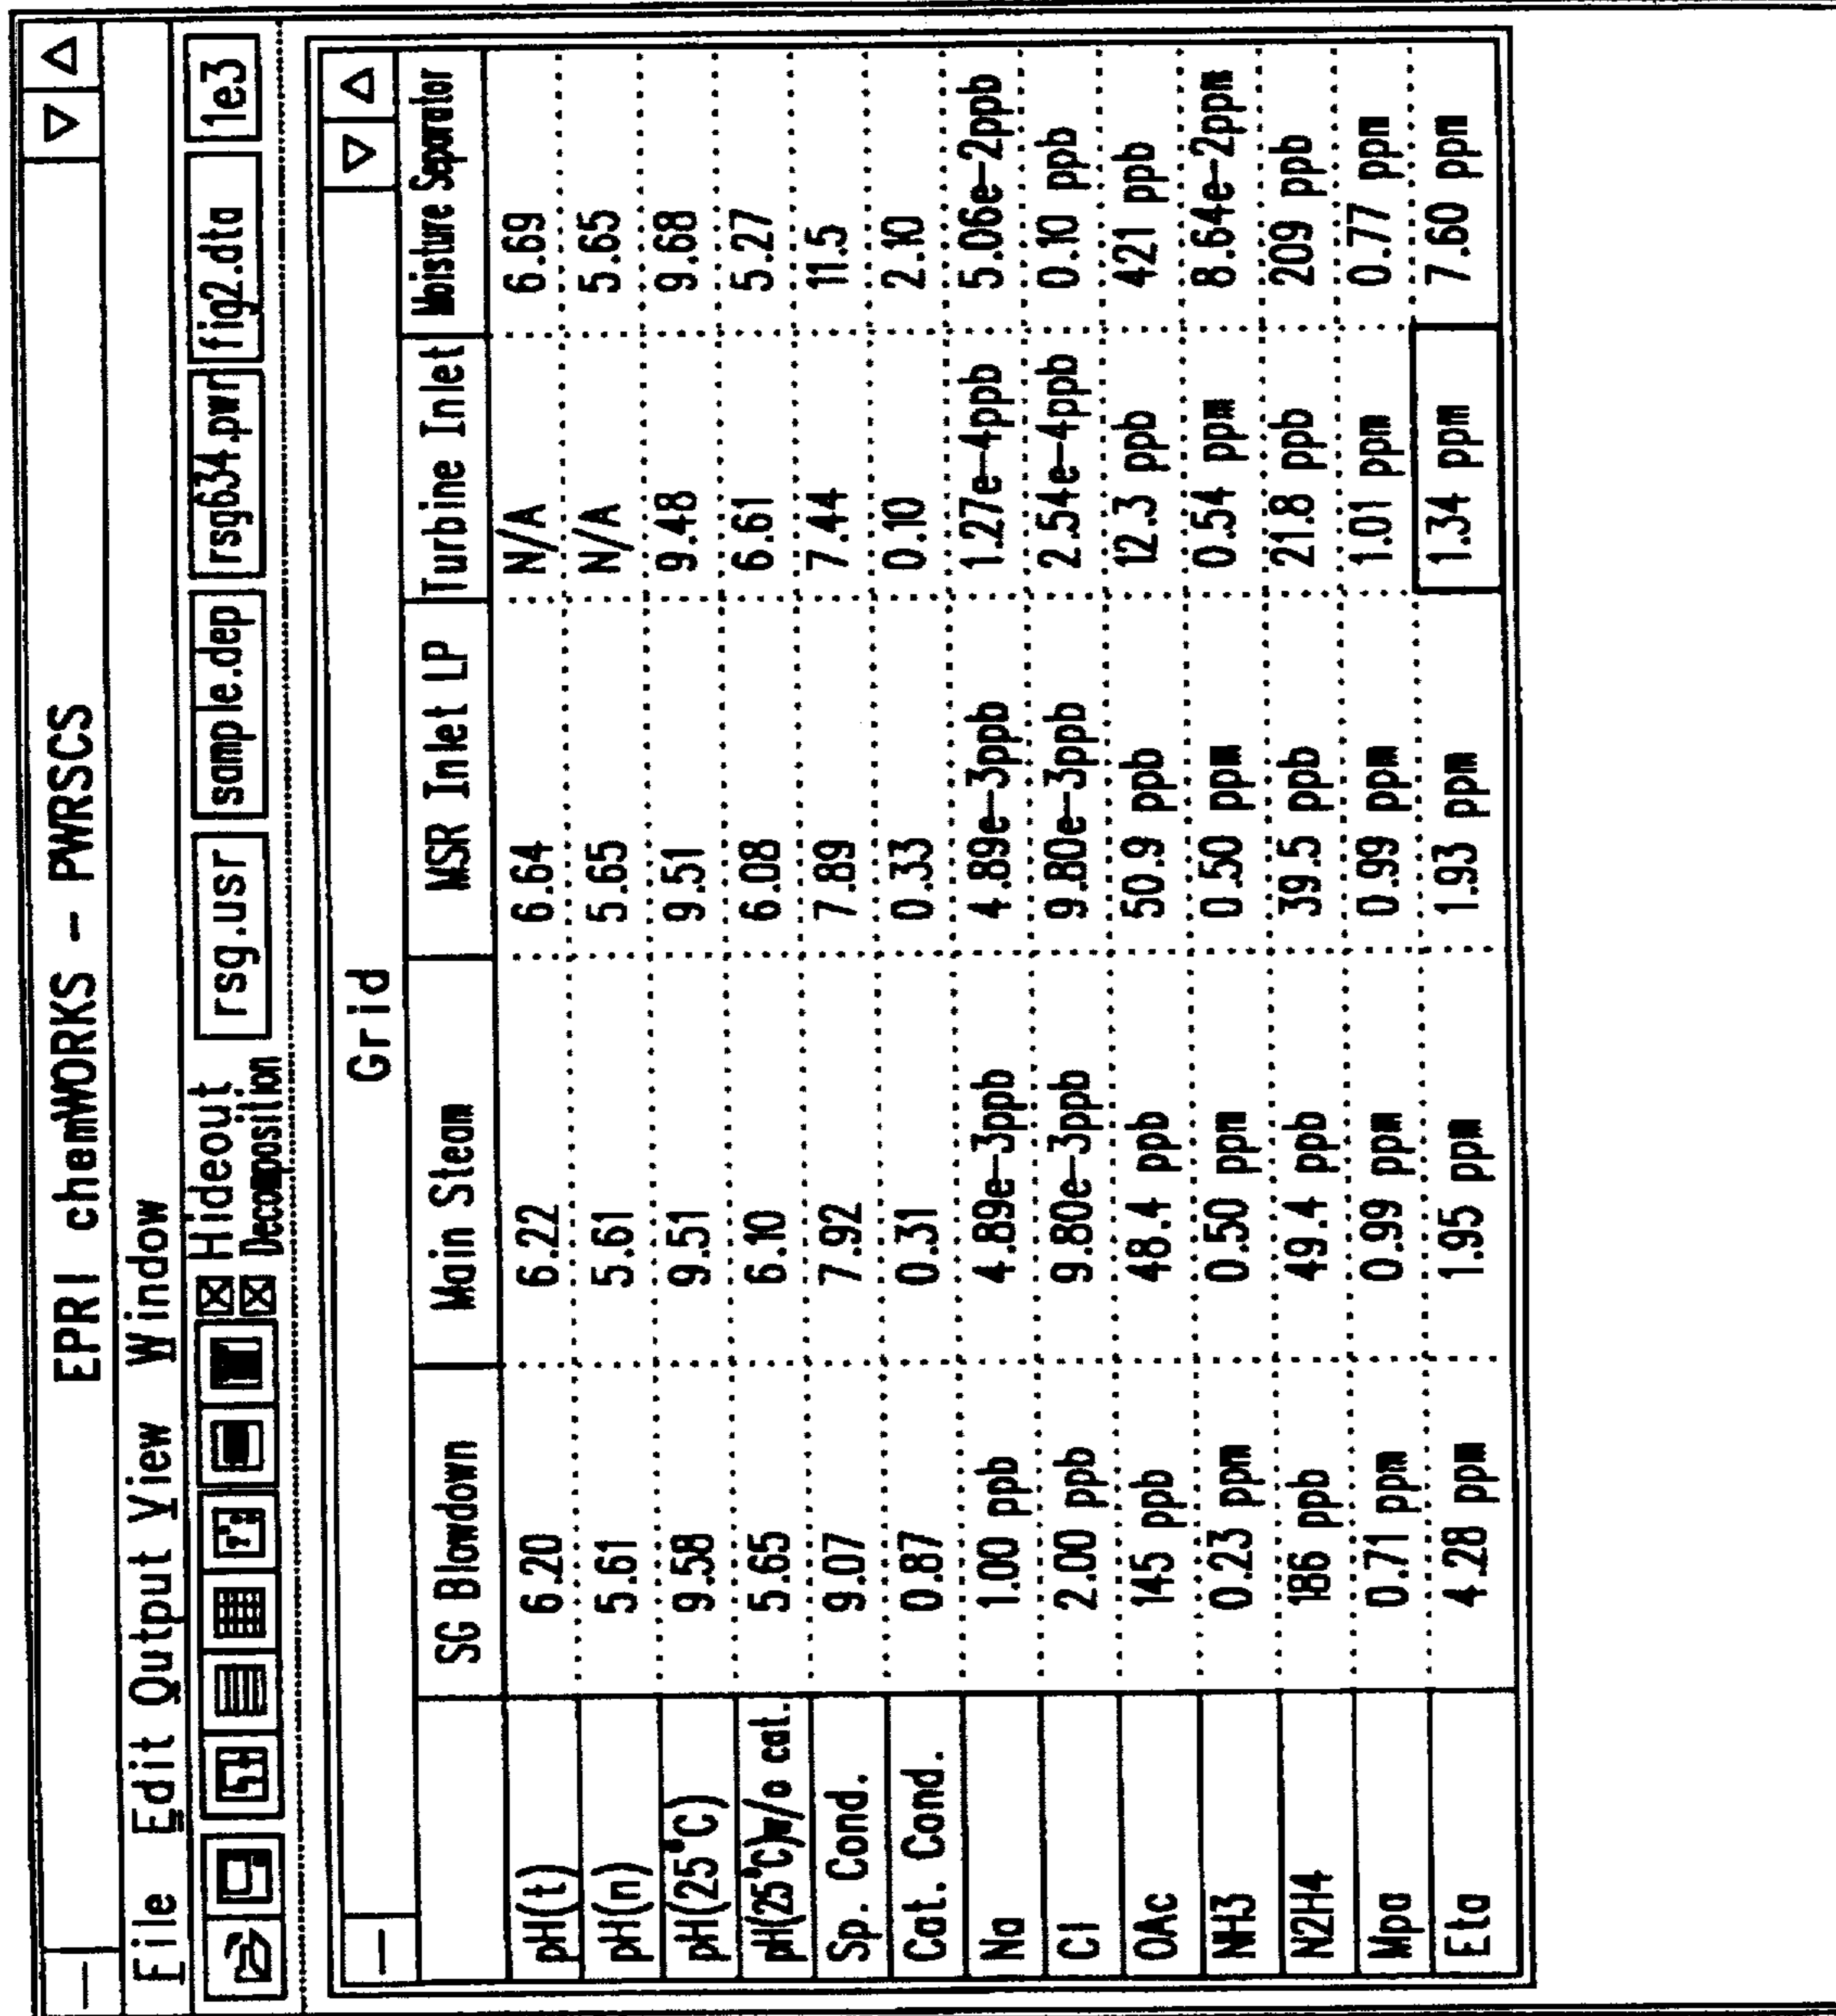 EPRI chemWORKS - PWRSCS
File Edit Output View Window
Hideout
Decomposition
rsg.usr sample.dep rsg634.pwr fig2.dta 1e3
Grid
SG Blowdown Main Steam MSR Inlet LP Turbine Inlet Moisture Separator
pH(t) 6.20 6.22 6.64 N/A 6.69
pH(n) 5.61 5.61 5.65 N/A 5.65
pH(25°C) 9.58 9.51 9.51 9.48 9.68
pH(25°C)w/o cat. 5.65 6.10 6.08 6.61 5.27
Sp. Cond. 9.07 7.92 7.89 7.44 11.5
Cat. Cond. 0.87 0.31 0.33 0.10 2.10
Na 1.00 ppb 4.89e-3ppb 4.89e-3ppb 1.27e-4ppb 5.06e-2ppb
Cl 2.00 ppb 9.80e-3ppb 9.80e-3ppb 2.54e-4ppb 0.10 ppb
OAc 145 ppb 48.4 ppb 50.9 ppb 12.3 ppb 421 ppb
NH3 0.23 ppm 0.50 ppm 0.50 ppm 0.54 ppm 8.64e-2ppm
N2H4 186 ppb 49.4 ppb 39.5 ppb 21.8 ppb 209 ppb
Mpa 0.71 ppm 0.99 ppm 0.99 ppm 1.01 ppm 0.77 ppm
Eta 4.28 ppm 1.95 ppm 1.93 ppm 1.34 ppm 7.60 ppm